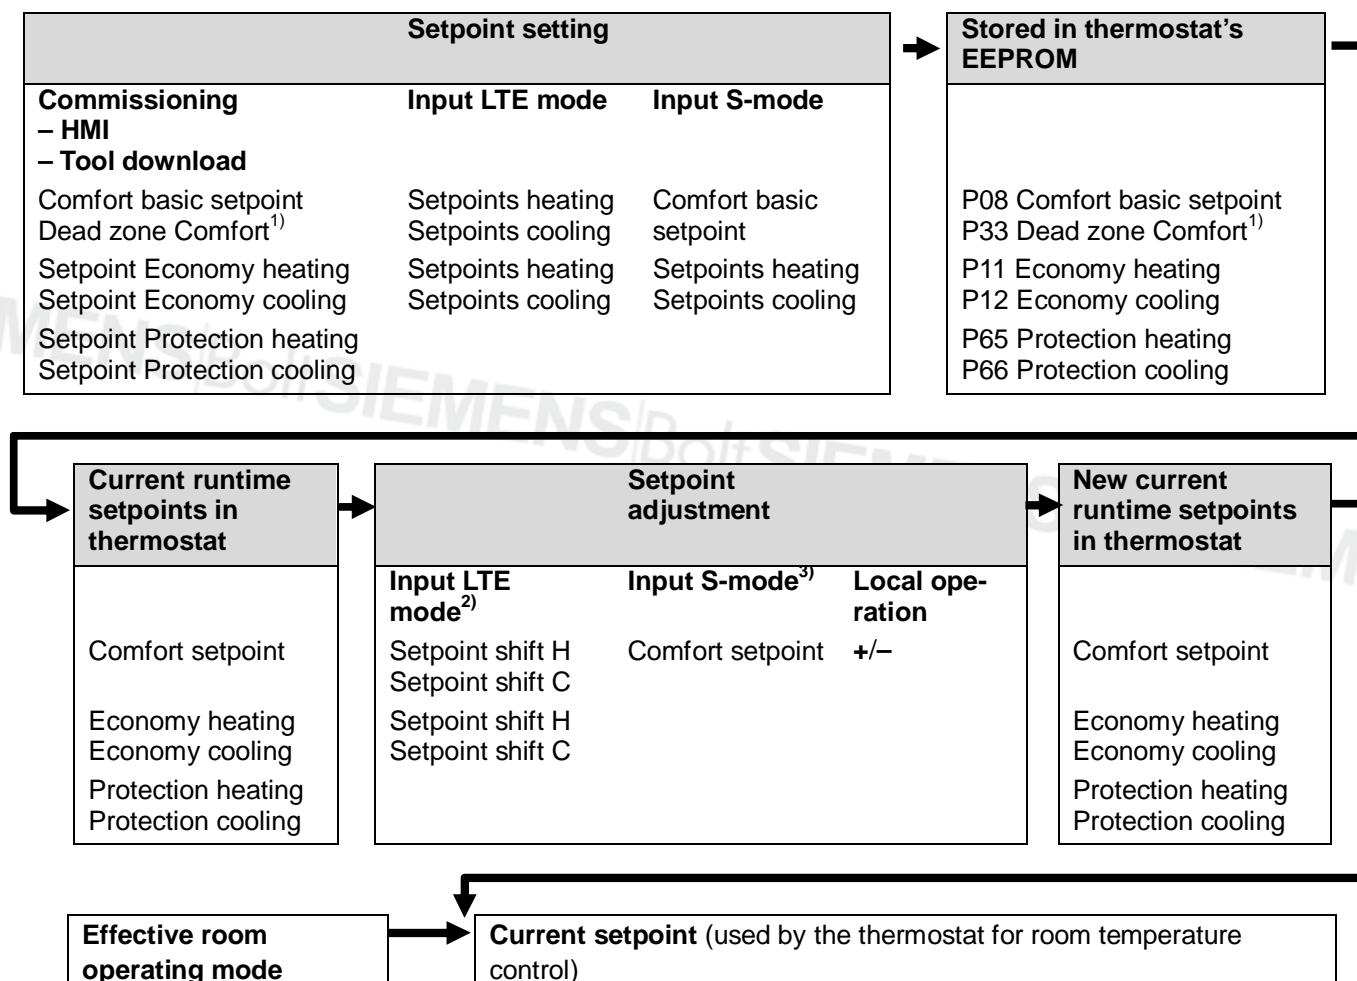 Setpoint setting
Stored in thermostat's
EEPROM
Commissioning
– HMI
– Tool download
Input LTE mode
Input S-mode
Comfort basic setpoint
Dead zone Comfort1)
Setpoints heating
Setpoints cooling
Comfort basic
setpoint
P08 Comfort basic setpoint
P33 Dead zone Comfort1)
Setpoint Economy heating
Setpoint Economy cooling
Setpoints heating
Setpoints cooling
Setpoints heating
Setpoints cooling
P11 Economy heating
P12 Economy cooling
Setpoint Protection heating
Setpoint Protection cooling
P65 Protection heating
P66 Protection cooling
Current runtime
setpoints in
thermostat
Setpoint
adjustment
New current
runtime setpoints
in thermostat
Input LTE
mode2)
Input S-mode3)
Local ope-
ration
Comfort setpoint
Setpoint shift H
Setpoint shift C
Comfort setpoint
+/–
Comfort setpoint
Economy heating
Economy cooling
Setpoint shift H
Setpoint shift C
Economy heating
Economy cooling
Protection heating
Protection cooling
Protection heating
Protection cooling
Effective room
operating mode
Current setpoint (used by the thermostat for room temperature
control)
SIEMENS